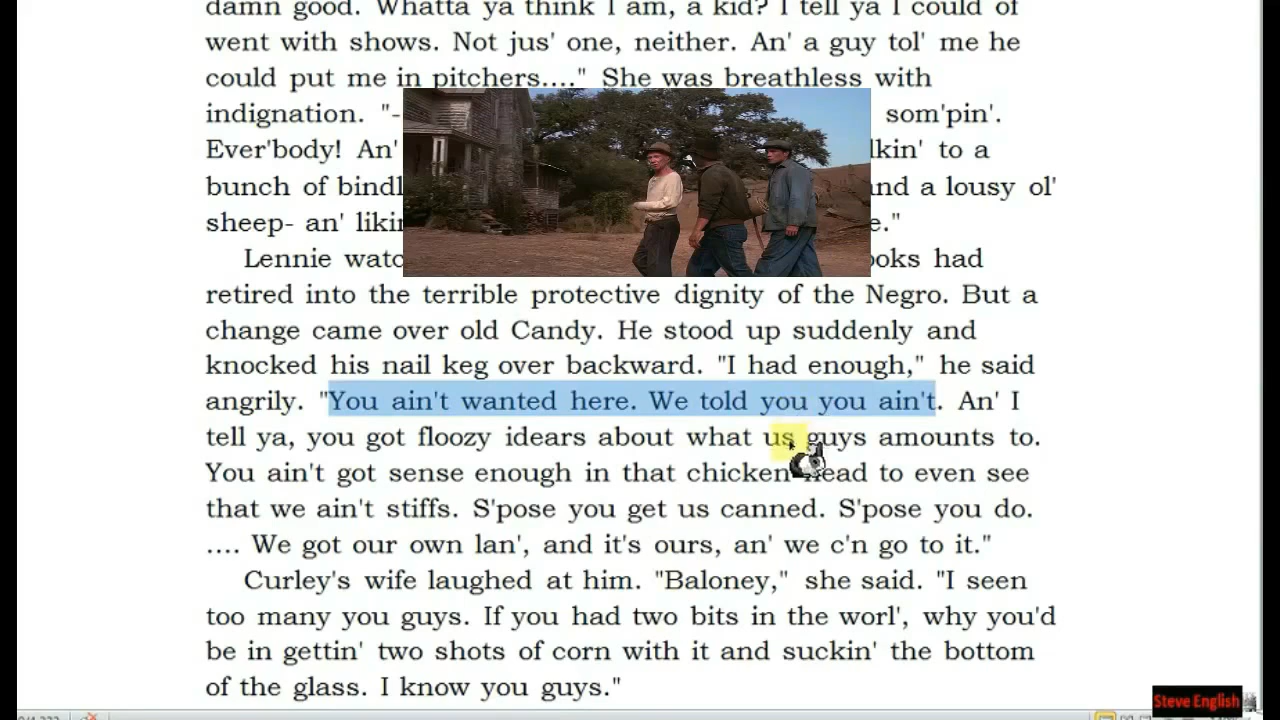 damn good. Whatta ya think I am, a kid? I tell ya I could of
went with shows. Not jus' one, neither. An' a guy tol' me he
could put me in pitchers...." She was breathless with
indignation. "- som'pin'.
Ever'body! An' lkin' to a
bunch of bindl nd a lousy ol'
sheep- an' likin e."
Lennie watc ooks had
retired into the terrible protective dignity of the Negro. But a
change came over old Candy. He stood up suddenly and
knocked his nail keg over backward. "I had enough," he said
angrily. "You ain't wanted here. We told you you ain't. An' I
tell ya, you got floozy idears about what us guys amounts to.
You ain't got sense enough in that chicken head to even see
that we ain't stiffs. S'pose you get us canned. S'pose you do.
.... We got our own lan', and it's ours, an' we c'n go to it."
Curley's wife laughed at him. "Baloney," she said. "I seen
too many you guys. If you had two bits in the worl', why you'd
be in gettin' two shots of corn with it and suckin' the bottom
of the glass. I know you guys."
Steve English